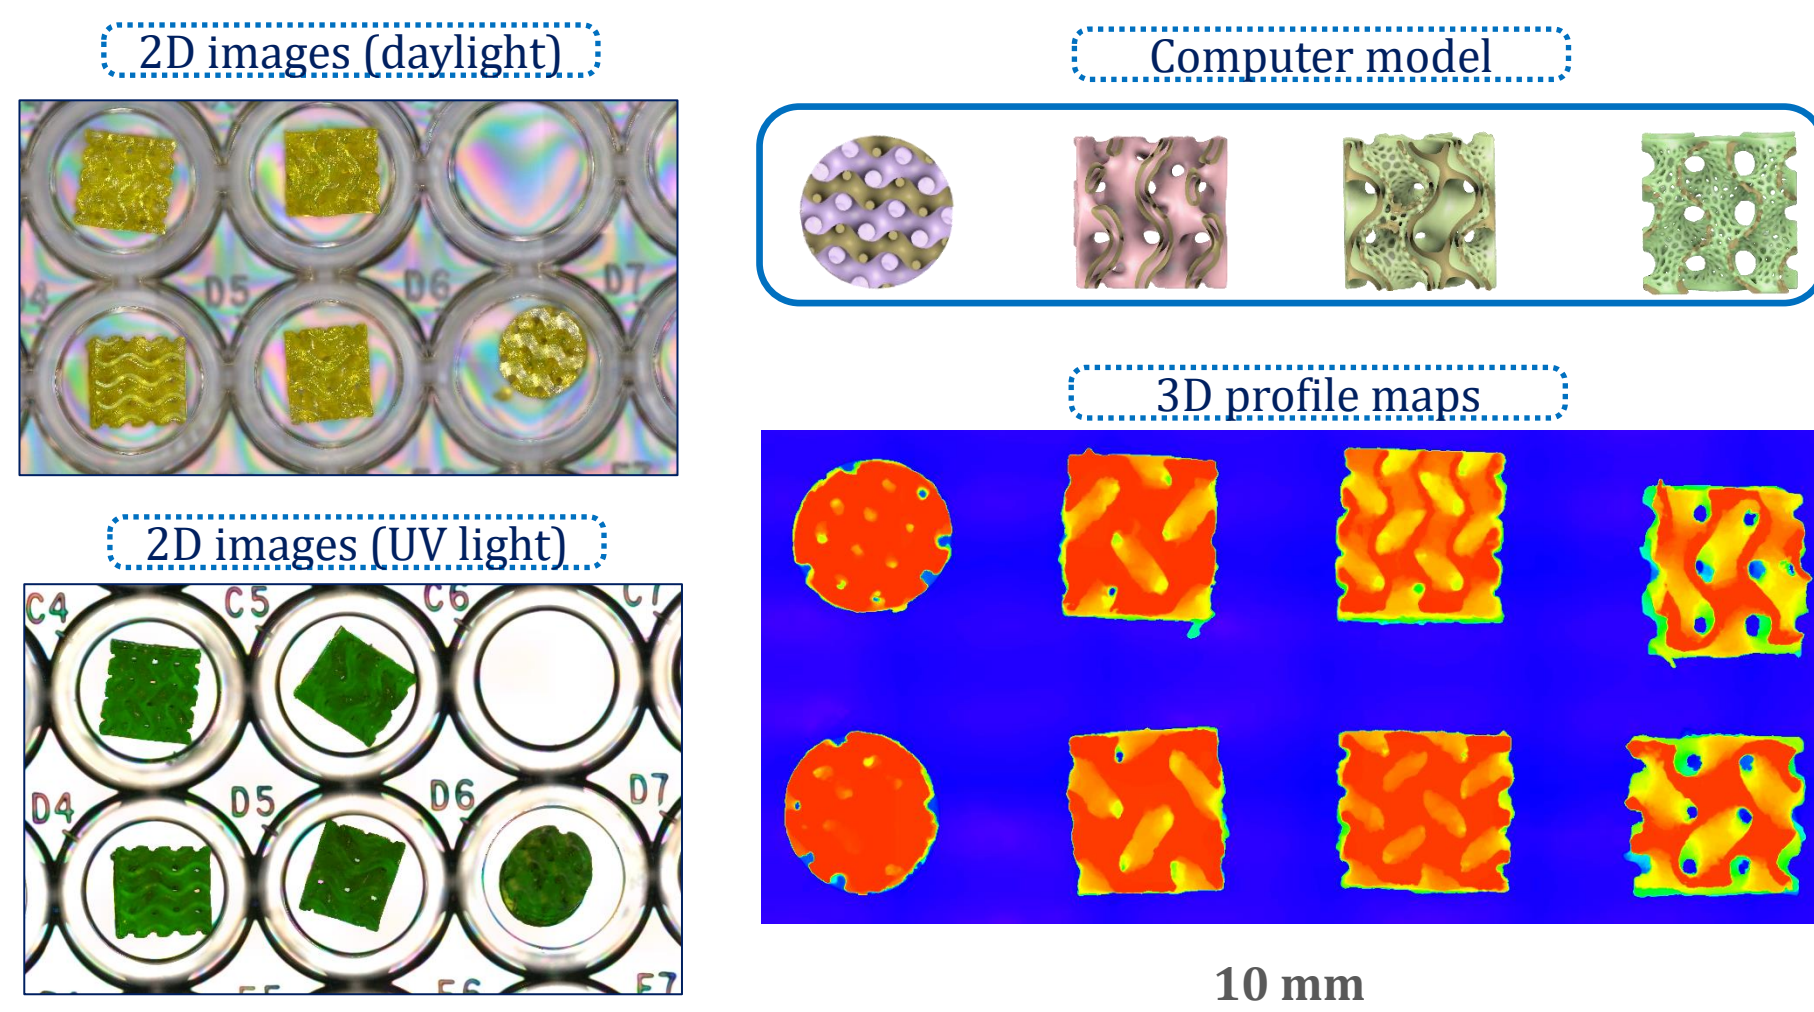 2D images (daylight)
Computer model
D5
D6
D7
3D profile maps
2D images (UV light)
C4
C5
C6
C7
D4
D5
D6
D7
E7
10 mm